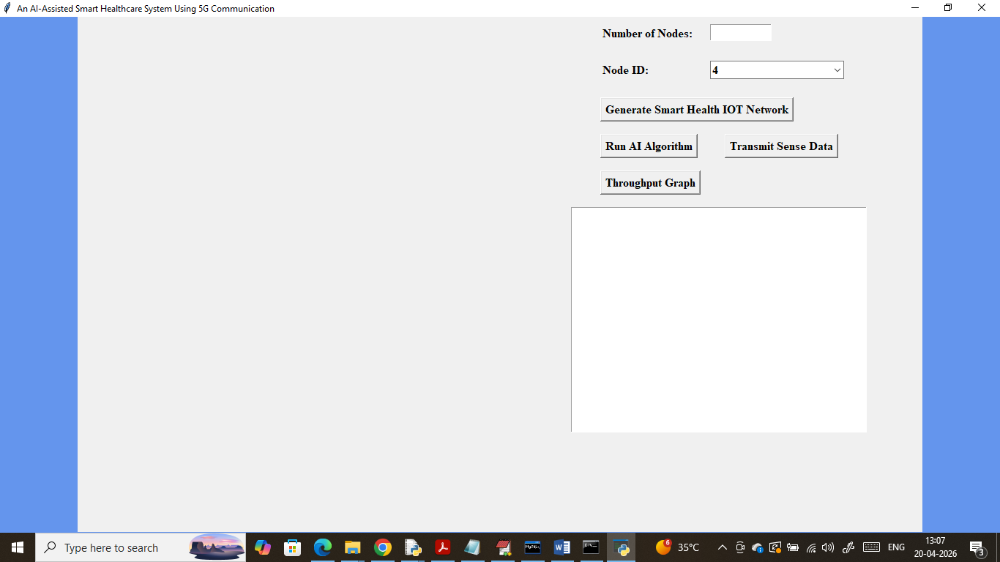 An AI-Assisted Smart Healthcare System Using 5G Communication
Number of Nodes:
Node ID: 4
Generate Smart Health IOT Network
Run AI Algorithm Transmit Sense Data
Throughput Graph
Type here to search
6 35°C ENG 13:07
20-04-2026
3